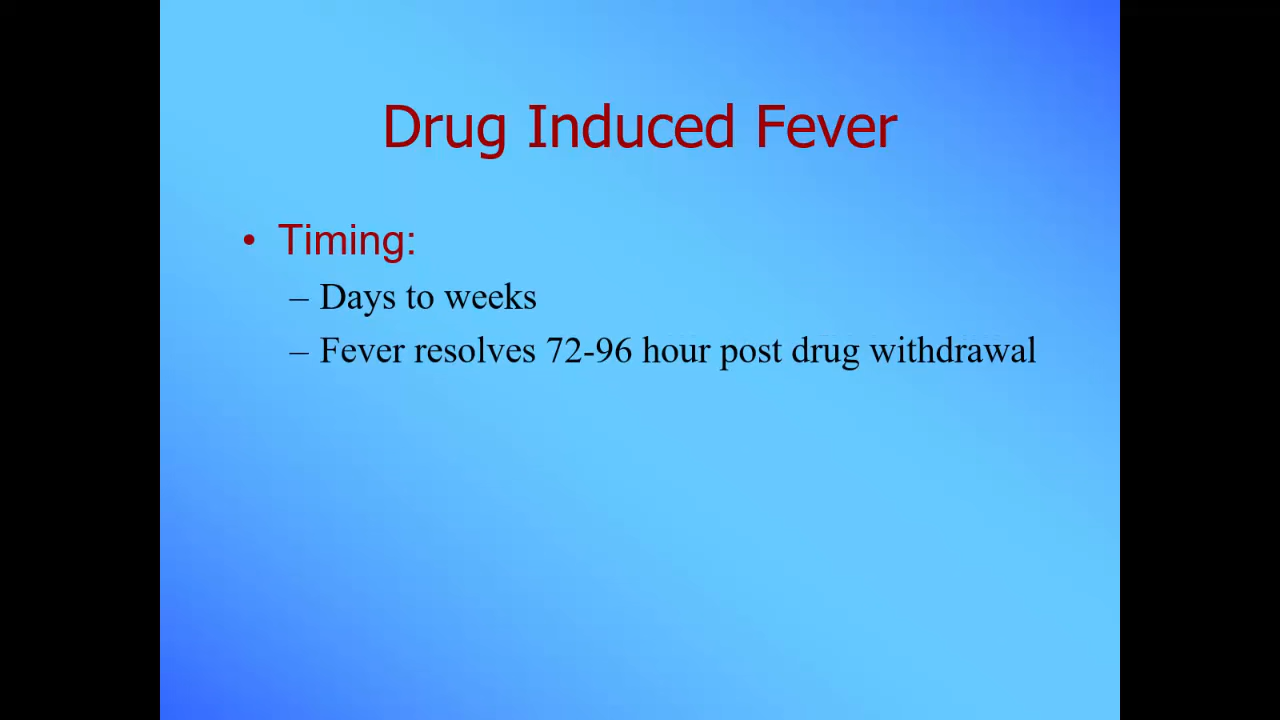 Drug Induced Fever
• Timing:
– Days to weeks
– Fever resolves 72-96 hour post drug withdrawal